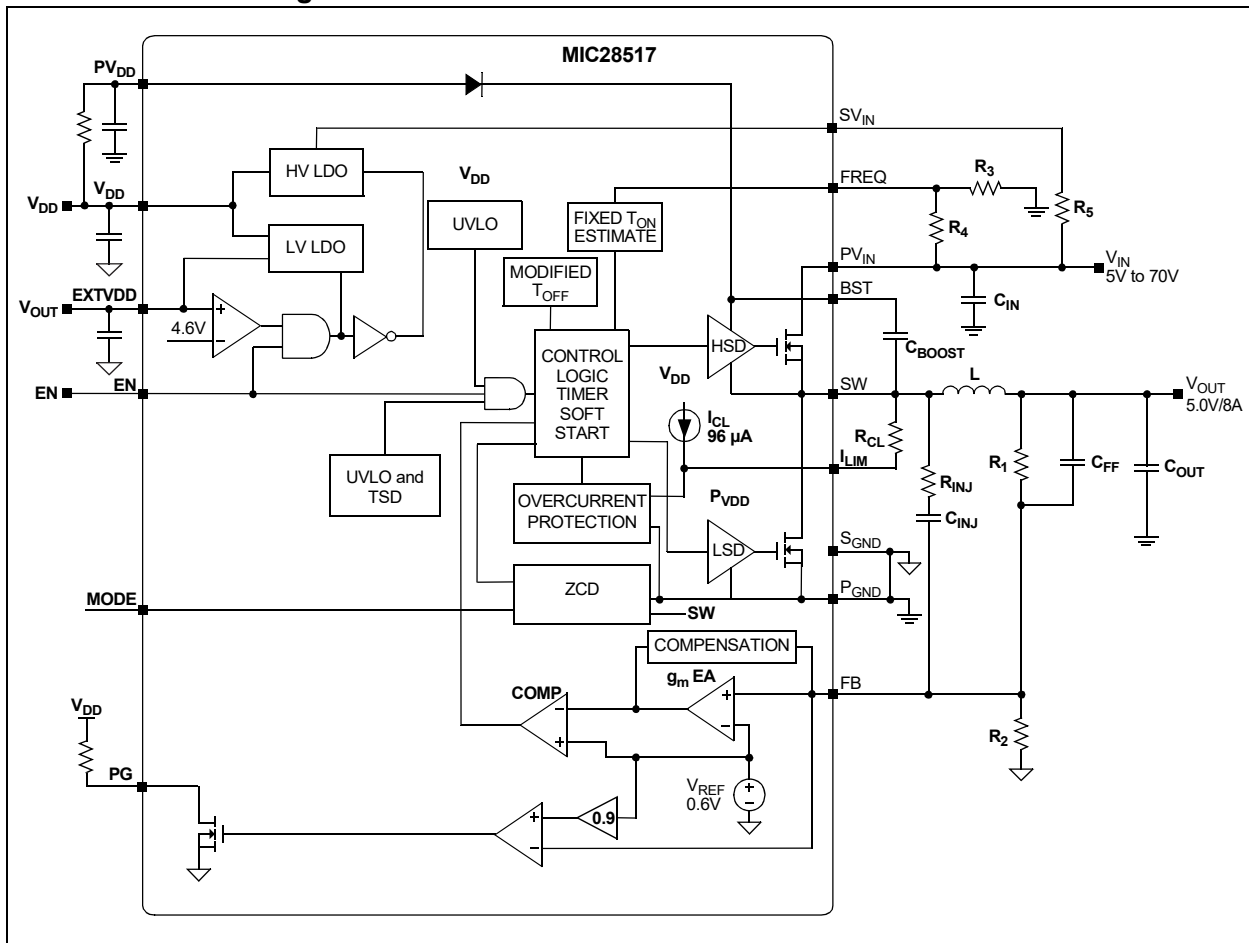 g
MIC28517
PVDD
SVIN
HV LDO
VDD
FREQ
R3
VDD
VDD
UVLO
FIXED TON
ESTIMATE
R4
R5
LV LDO
MODIFIED
TOFF
PVIN
VIN
5V to 70V
VOUT
EXTVDD
BST
CIN
4.6V
+
−
HSD
CBOOST
CONTROL
LOGIC
TIMER
SOFT
START
VDD
EN
EN
SW
L
VOUT
5.0V/8A
ICL
96 µA
RCL
ILIM
R1
CFF
COUT
UVLO and
TSD
OVERCURRENT
PROTECTION
PVDD
RINJ
CINJ
LSD
SGND
MODE
ZCD
SW
PGND
COMPENSATION
gm EA
COMP
FB
+
−
−
+
VDD
R2
PG
VREF
0.6V
+
−
0.9
+
−